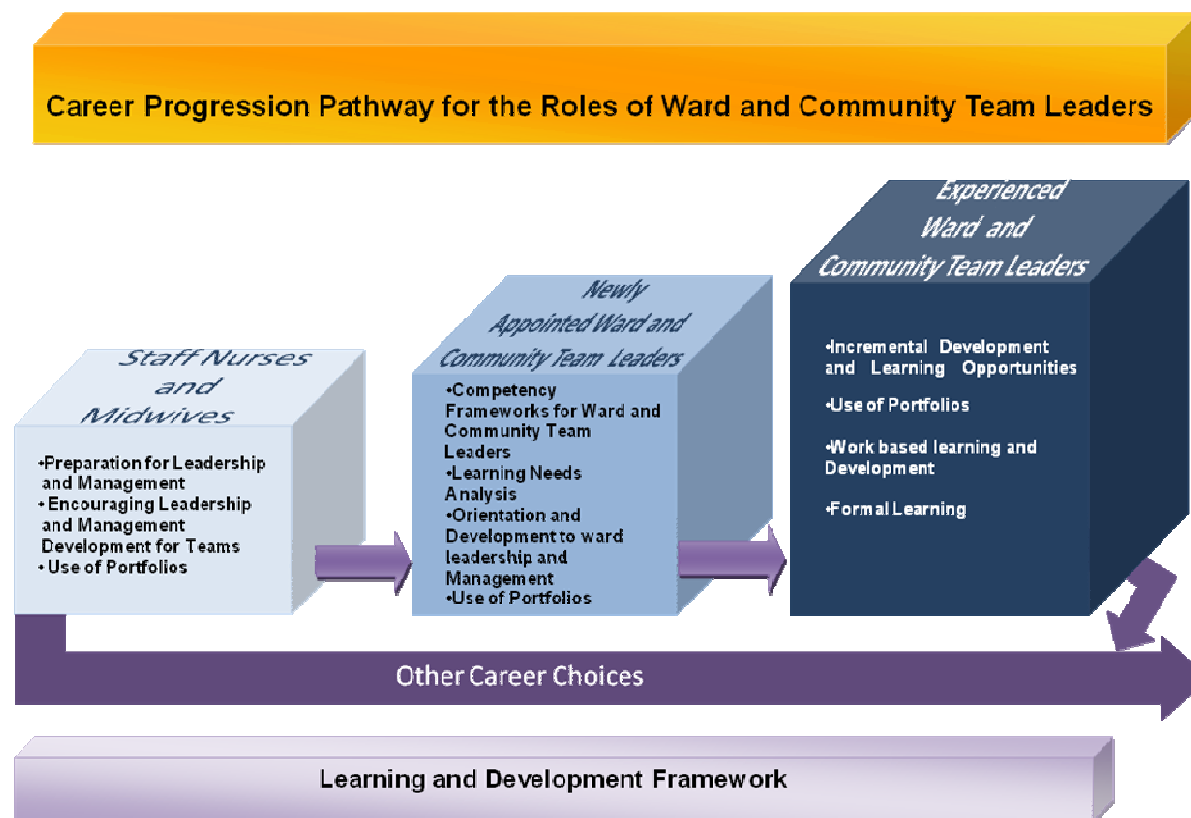 Career Progression Pathway for the Roles of Ward and Community Team Leaders
Staff Nurses
and
Midwives
•Preparation for Leadership
and Management
• Encouraging Leadership
and Management
Development for Teams
• Use of Portfolios
Newly
Appointed Ward and
Community Team Leaders
•Competency
Frameworks for Ward and
Community Team
Leaders
•Learning Needs
Analysis
•Orientation and
Development to ward
leadership and
Management
•Use of Portfolios
Experienced
Ward and
Community Team Leaders
•Incremental Development
and Learning Opportunities
•Use of Portfolios
•Work based learning and
Development
•Formal Learning
Other Career Choices
Learning and Development Framework